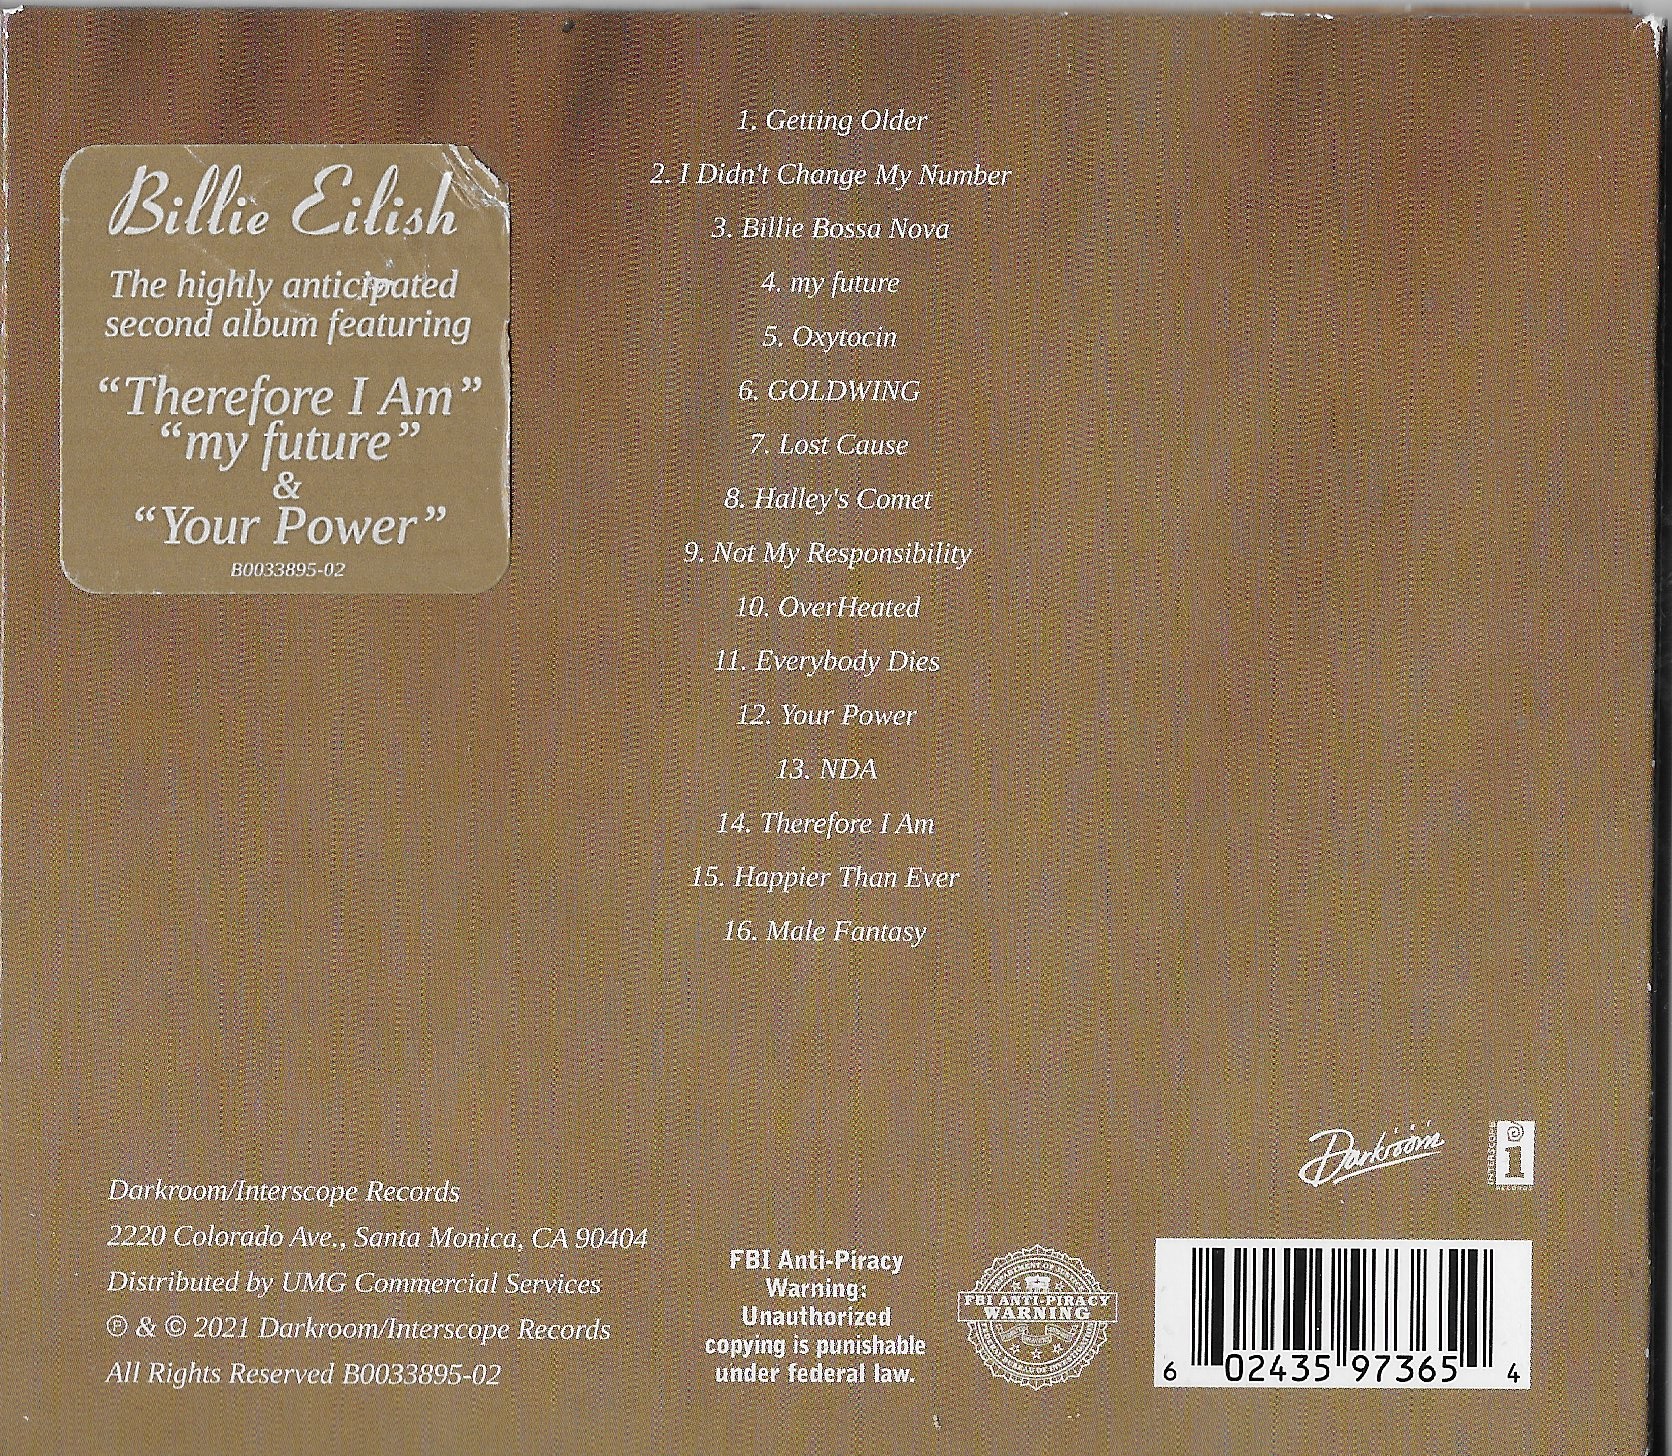 Billie Eilish
The highly anticipated
second album featuring
“Therefore I Am”
“my future”
&
“Your Power”
B0033895-02
1. Getting Older
2. I Didn't Change My Number
3. Billie Bossa Nova
4. my future
5. Oxytocin
6. GOLDWING
7. Lost Cause
8. Halley's Comet
9. Not My Responsibility
10. OverHeated
11. Everybody Dies
12. Your Power
13. NDA
14. Therefore I Am
15. Happier Than Ever
16. Male Fantasy
Darkroom/Interscope Records
2220 Colorado Ave., Santa Monica, CA 90404
Distributed by UMG Commercial Services
℗ & © 2021 Darkroom/Interscope Records
All Rights Reserved B0033895-02
FBI Anti-Piracy
Warning:
Unauthorized
copying is punishable
under federal law.
FBI ANTI-PIRACY
WARNING
Darkroom
INTERSCOPE
i
RECORDS
6 02435 97365 4